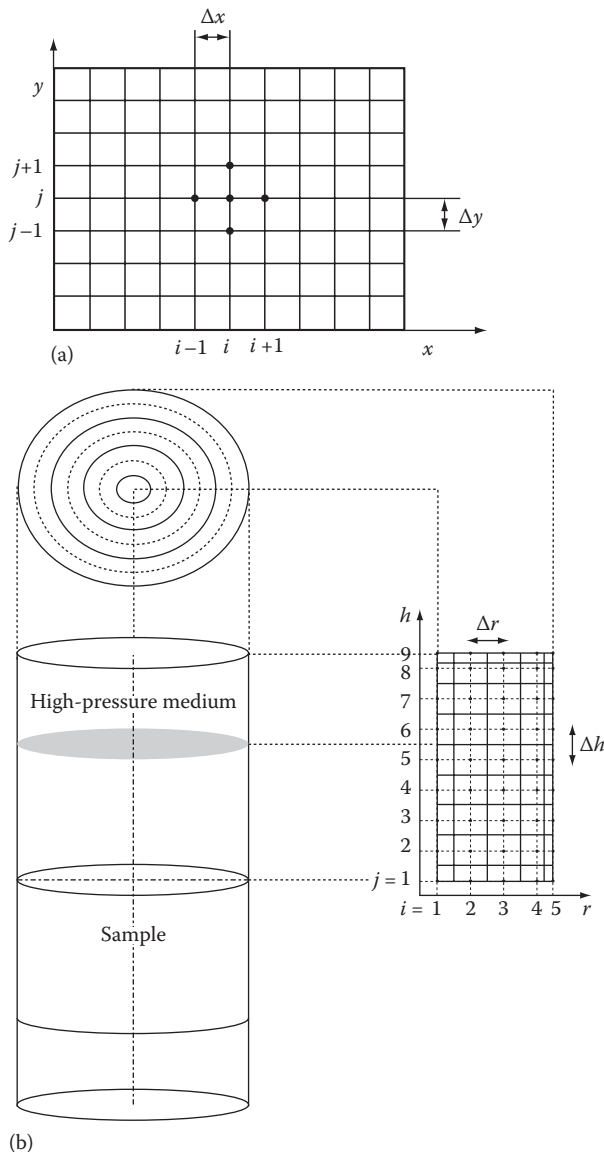 Δx
y
j+1
j
j−1
Δy
i−1 i i+1 x
(a)
h
Δr
9
8
High-pressure medium
7
6
Δh
5
4
3
2
j = 1
i = 1 2 3 4 5 r
Sample
(b)